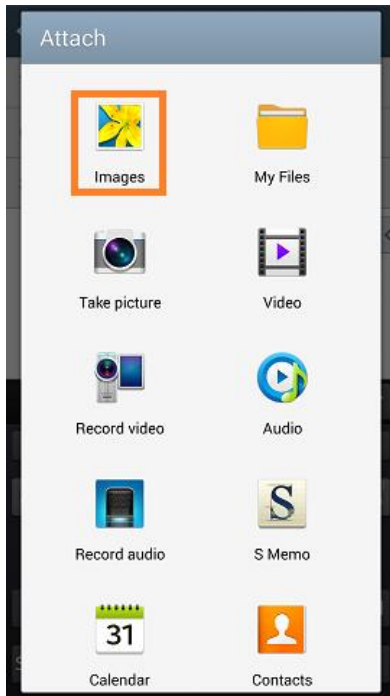 Attach
Images My Files
Take picture Video
Record video Audio
S
Record audio S Memo
31
Calendar Contacts